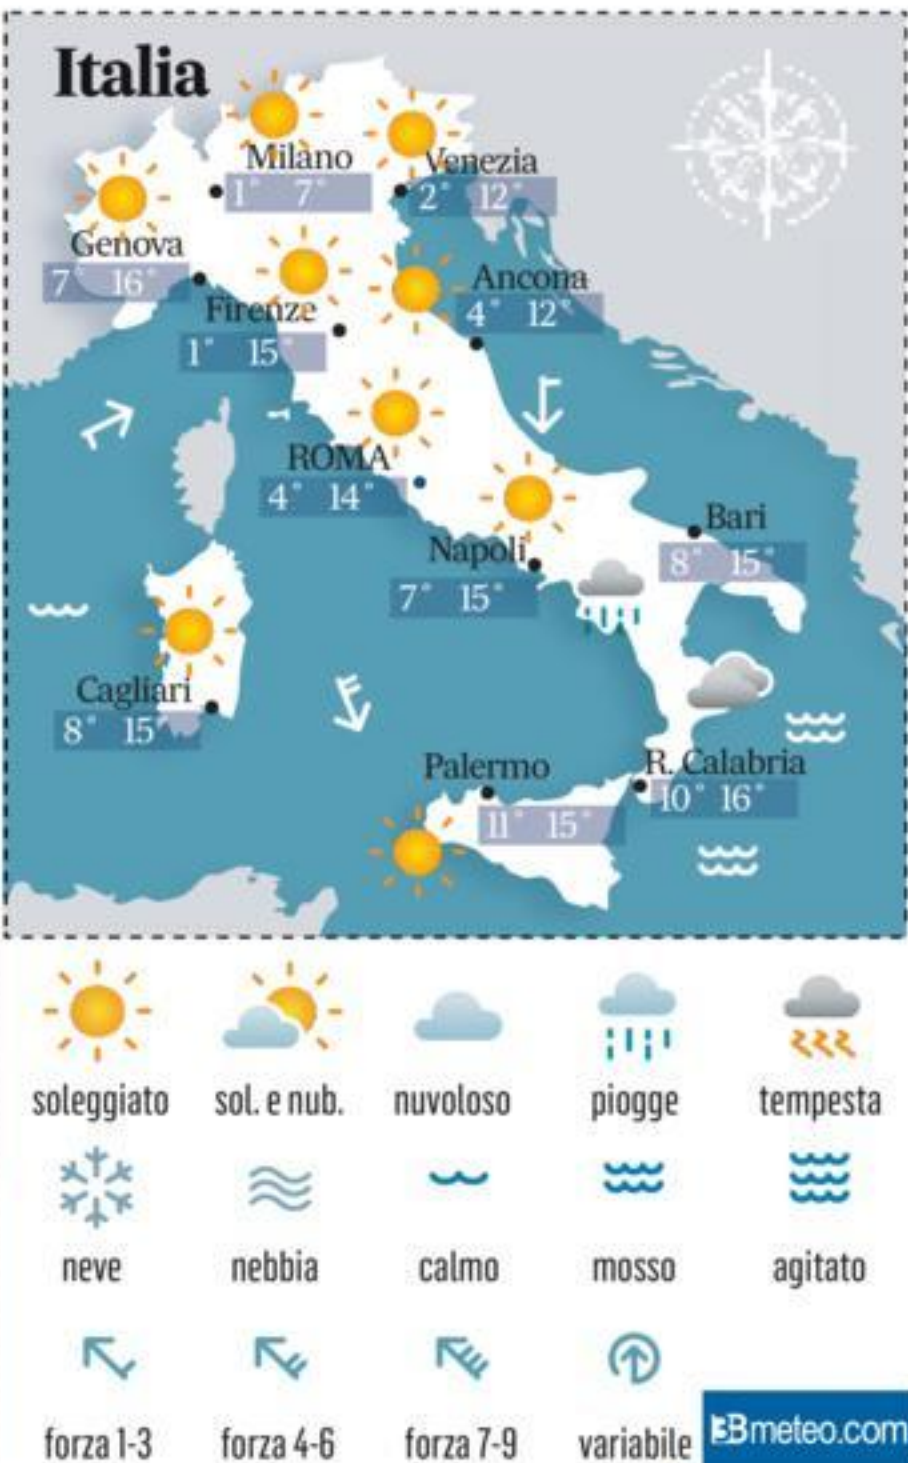 Italia
Milano
1° 7°
Venezia
2° 12°
Genova
7° 16°
Ancona
4° 12°
Firenze
1° 15°
ROMA
4° 14°
Bari
8° 15°
Napoli
7° 15°
Cagliari
8° 15
Palermo
11° 15°
R. Calabria
10° 16°
soleggiato sol. e nub. nuvoloso piogge tempesta
neve nebbia calmo mosso agitato
forza 1-3 forza 4-6 forza 7-9 variabile
3Bmeteo.com